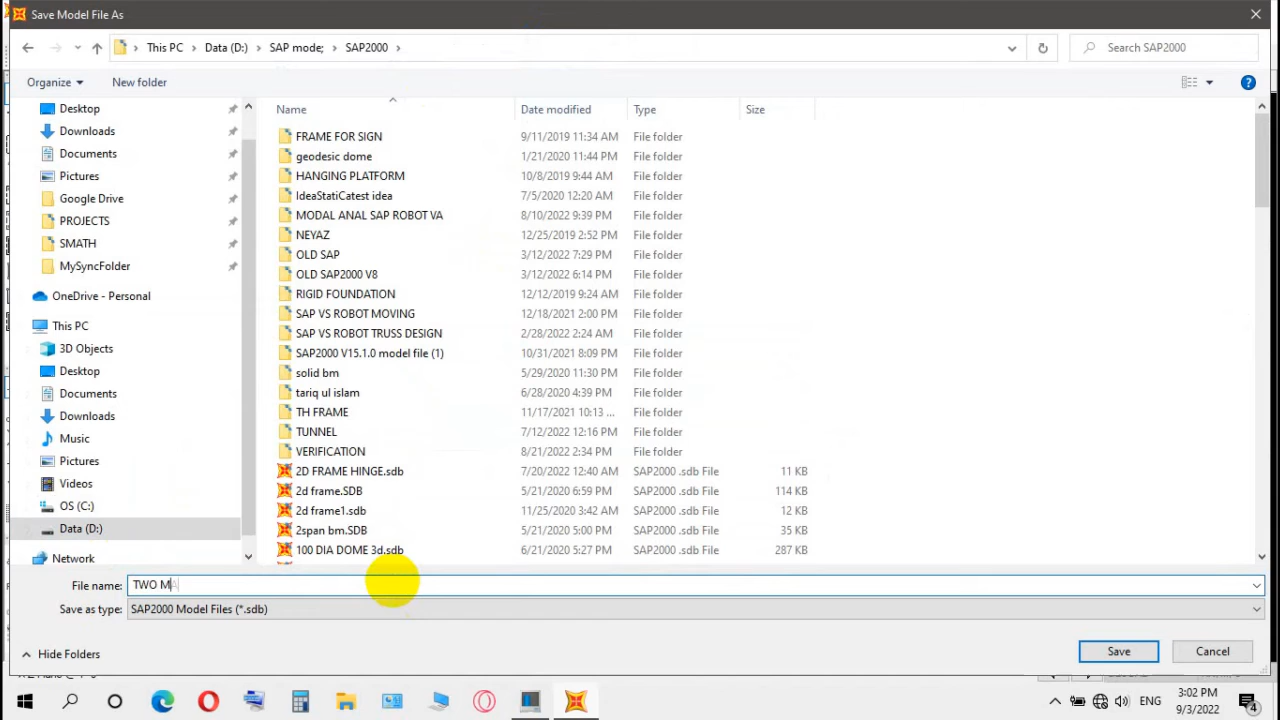 Save Model File As
This PC > Data (D:) > SAP mode; > SAP2000 >
Search SAP2000
Organize
New folder
Name Date modified Type Size
Desktop
Downloads
Documents
Pictures
Google Drive
PROJECTS
SMATH
MySyncFolder
OneDrive - Personal
This PC
3D Objects
Desktop
Documents
Downloads
Music
Pictures
Videos
OS (C:)
Data (D:)
Network
FRAME FOR SIGN 9/11/2019 11:34 AM File folder
geodesic dome 1/21/2020 11:44 PM File folder
HANGING PLATFORM 10/8/2019 9:44 AM File folder
IdeaStatiCatest idea 7/5/2020 12:20 AM File folder
MODAL ANAL SAP ROBOT VA 8/10/2022 9:39 PM File folder
NEYAZ 12/25/2019 2:52 PM File folder
OLD SAP 3/12/2022 7:29 PM File folder
OLD SAP2000 V8 3/12/2022 6:14 PM File folder
RIGID FOUNDATION 12/12/2019 9:24 AM File folder
SAP VS ROBOT MOVING 12/18/2021 2:00 PM File folder
SAP VS ROBOT TRUSS DESIGN 2/28/2022 2:24 AM File folder
SAP2000 V15.1.0 model file (1) 10/31/2021 8:09 PM File folder
solid bm 5/29/2020 11:30 PM File folder
tariq ul islam 6/28/2020 4:39 PM File folder
TH FRAME 11/17/2021 10:13 ... File folder
TUNNEL 7/12/2022 12:16 PM File folder
VERIFICATION 8/21/2022 2:34 PM File folder
2D FRAME HINGE.sdb 7/20/2022 12:40 AM SAP2000 .sdb File 11 KB
2d frame.SDB 5/21/2020 6:59 PM SAP2000 .sdb File 114 KB
2d frame1.sdb 11/25/2020 3:42 AM SAP2000 .sdb File 12 KB
2span bm.SDB 5/21/2020 5:00 PM SAP2000 .sdb File 35 KB
100 DIA DOME 3d.sdb 6/21/2020 5:27 PM SAP2000 .sdb File 287 KB
File name: TWO MA
Save as type: SAP2000 Model Files (*.sdb)
Hide Folders
Save
Cancel
ENG
3:02 PM
9/3/2022
4